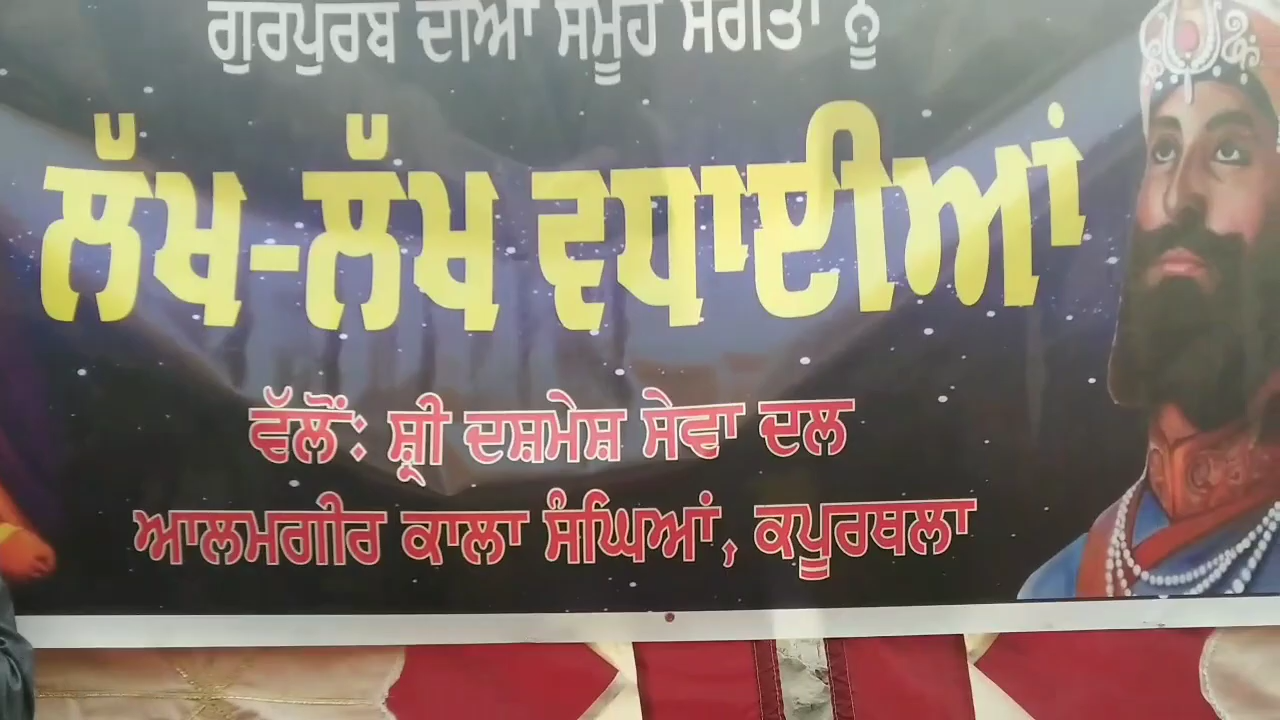 ਗੁਰਪੁਰਬ ਦੀਆਂ ਸਮੂਹ ਸੰਗਤਾਂ ਨੂੰ
ਲੱਖ-ਲੱਖ ਵਧਾਈਆਂ
ਵੱਲੋਂ: ਸ਼੍ਰੀ ਦਸ਼ਮੇਸ਼ ਸੇਵਾ ਦਲ
ਆਲਮਗੀਰ ਕਾਲਾ ਸੰਘਿਆਂ, ਕਪੂਰਥਲਾ